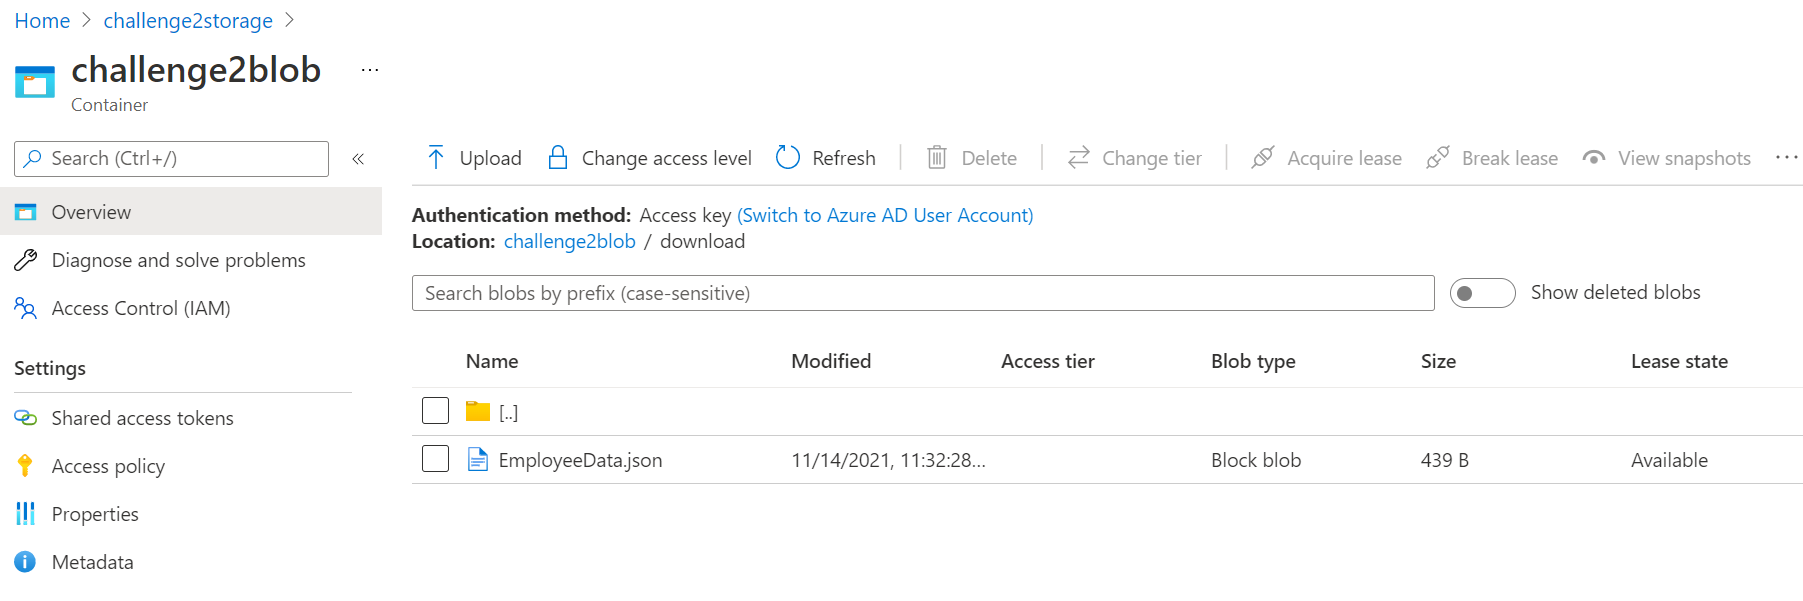 Home > challenge2storage >
challenge2blob ...
Container
Search (Ctrl+/) «
Overview
Diagnose and solve problems
Access Control (IAM)
Settings
Shared access tokens
Access policy
Properties
Metadata
Upload Change access level Refresh Delete Change tier Acquire lease Break lease View snapshots ...
Authentication method: Access key (Switch to Azure AD User Account)
Location: challenge2blob / download
Search blobs by prefix (case-sensitive) Show deleted blobs
Name Modified Access tier Blob type Size Lease state
[..]
EmployeeData.json 11/14/2021, 11:32:28... Block blob 439 B Available